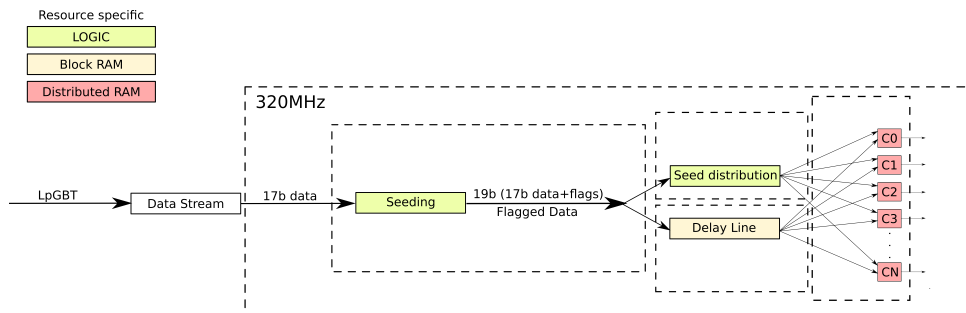 Resource specific
LOGIC
Block RAM
Distributed RAM
320MHz
LpGBT
Data Stream
17b data
Seeding
19b (17b data+flags)
Flagged Data
Seed distribution
Delay Line
C0
C1
C2
C3
CN